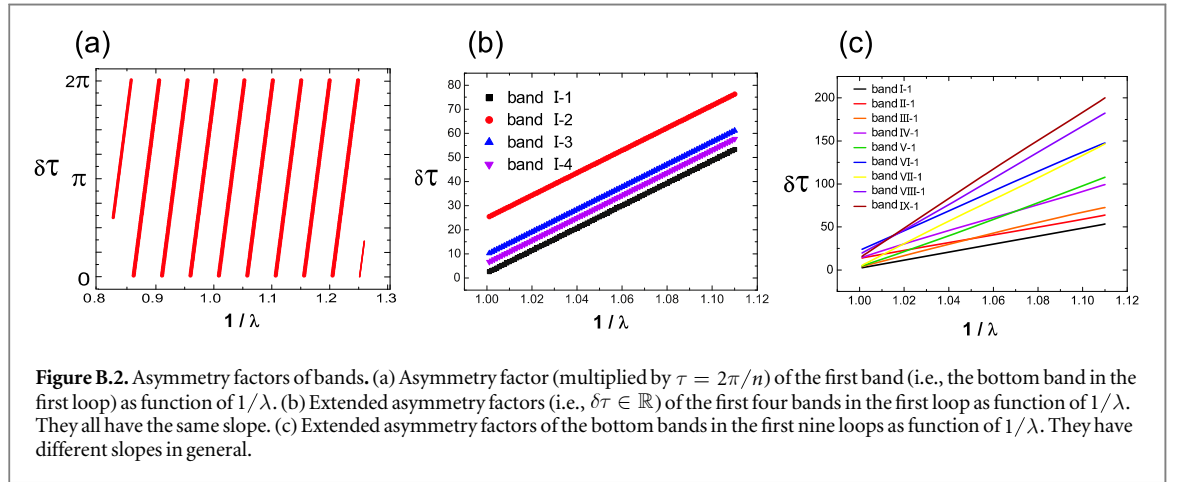 (a)
2π
δτ
π
0
0.8 0.9 1.0 1.1 1.2 1.3
1 / λ
(b)
80
70
60
50
40
30
20
10
0
δτ
band I-1
band I-2
band I-3
band I-4
1.00 1.02 1.04 1.06 1.08 1.10 1.12
1 / λ
(c)
200
150
100
50
0
δτ
band I-1
band II-1
band III-1
band IV-1
band V-1
band VI-1
band VII-1
band VIII-1
band IX-1
1.00 1.02 1.04 1.06 1.08 1.10 1.12
1 / λ
Figure B.2. Asymmetry factors of bands. (a) Asymmetry factor (multiplied by τ = 2π/n) of the first band (i.e., the bottom band in the
first loop) as function of 1/λ. (b) Extended asymmetry factors (i.e., δτ ∈ ℝ) of the first four bands in the first loop as function of 1/λ.
They all have the same slope. (c) Extended asymmetry factors of the bottom bands in the first nine loops as function of 1/λ. They have
different slopes in general.